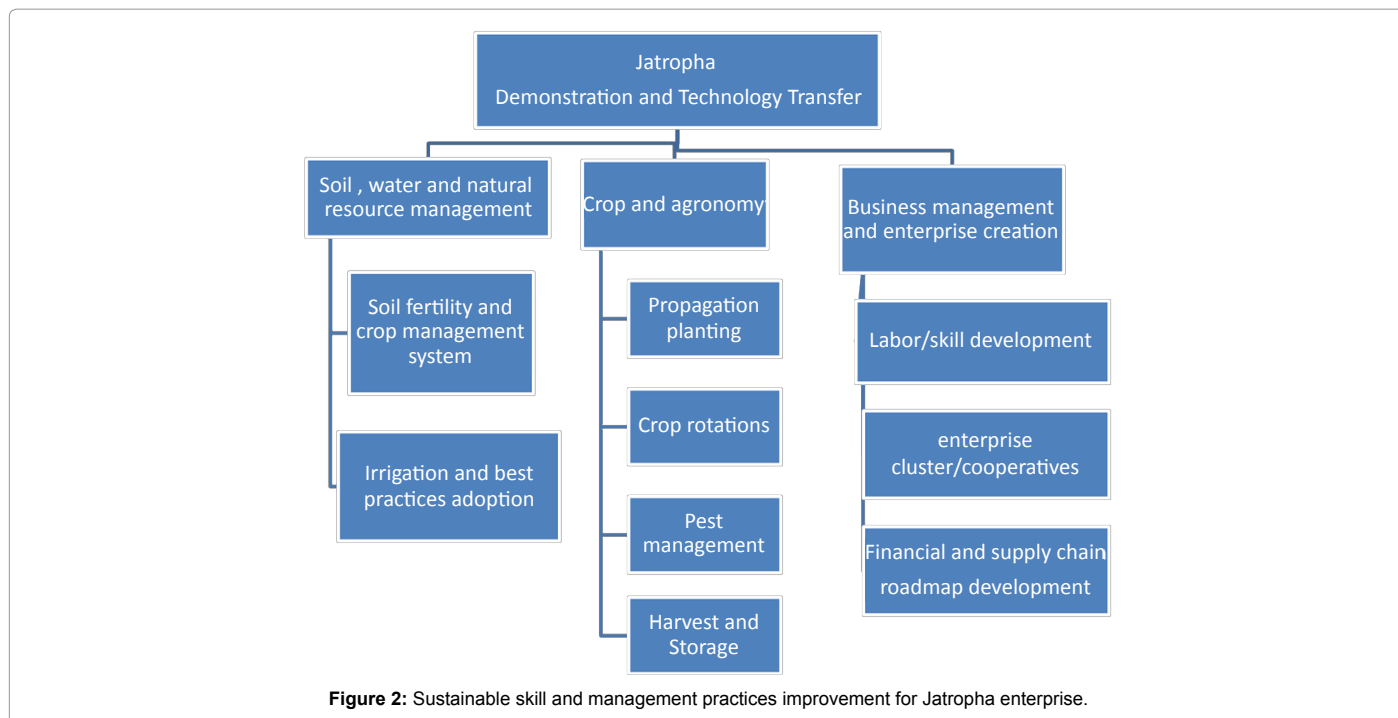 Jatropha
Demonstration and Technology Transfer
Soil , water and natural
resource management
Soil fertility and
crop management
system
Irrigation and best
practices adoption
Crop and agronomy
Propagation
planting
Crop rotations
Pest
management
Harvest and
Storage
Business management
and enterprise creation
Labor/skill development
enterprise
cluster/cooperatives
Financial and supply chain
roadmap development
Figure 2: Sustainable skill and management practices improvement for Jatropha enterprise.